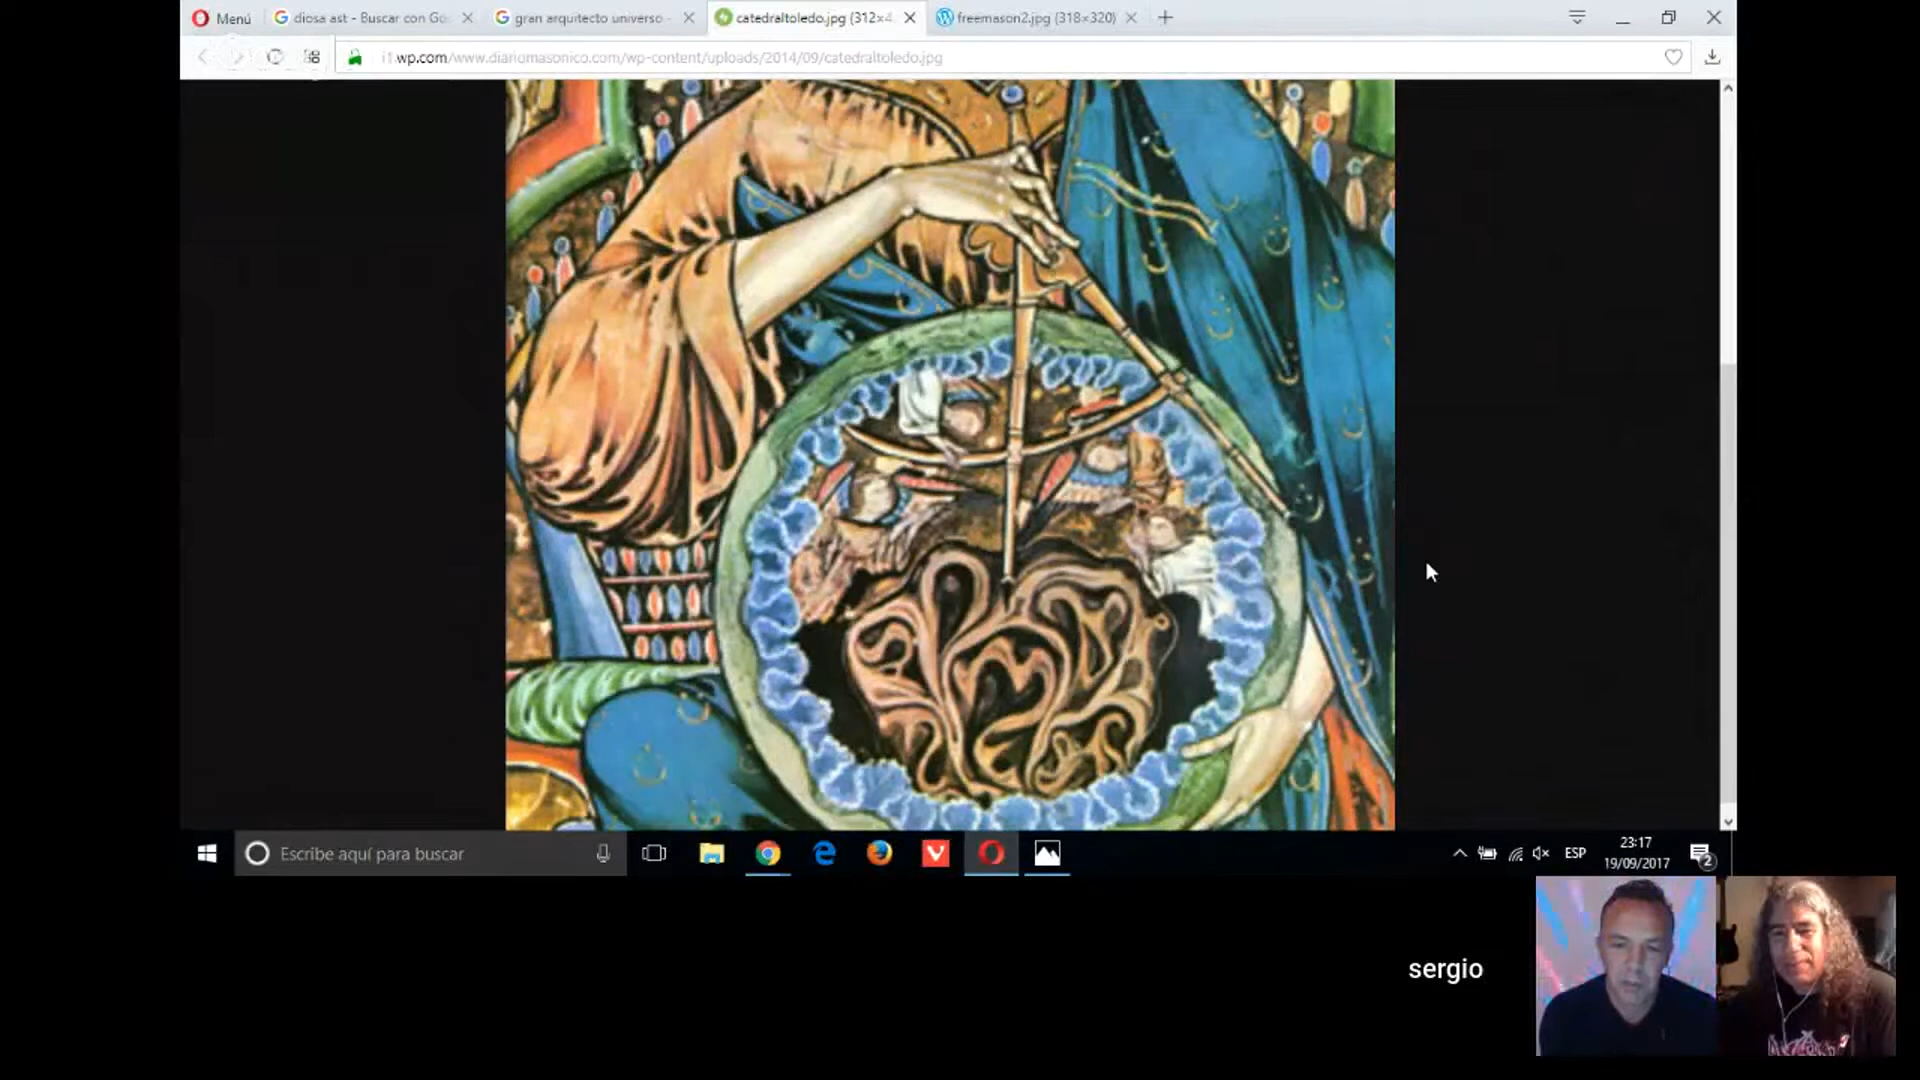 Menú
diosa ast - Buscar con Go
gran arquitecto universo -
catedraltoledo.jpg (312×4
freemason2.jpg (318×320)
i1.wp.com/www.diariomasonico.com/wp-content/uploads/2014/09/catedraltoledo.jpg
Escribe aquí para buscar
ESP
23:17
19/09/2017
2
sergio